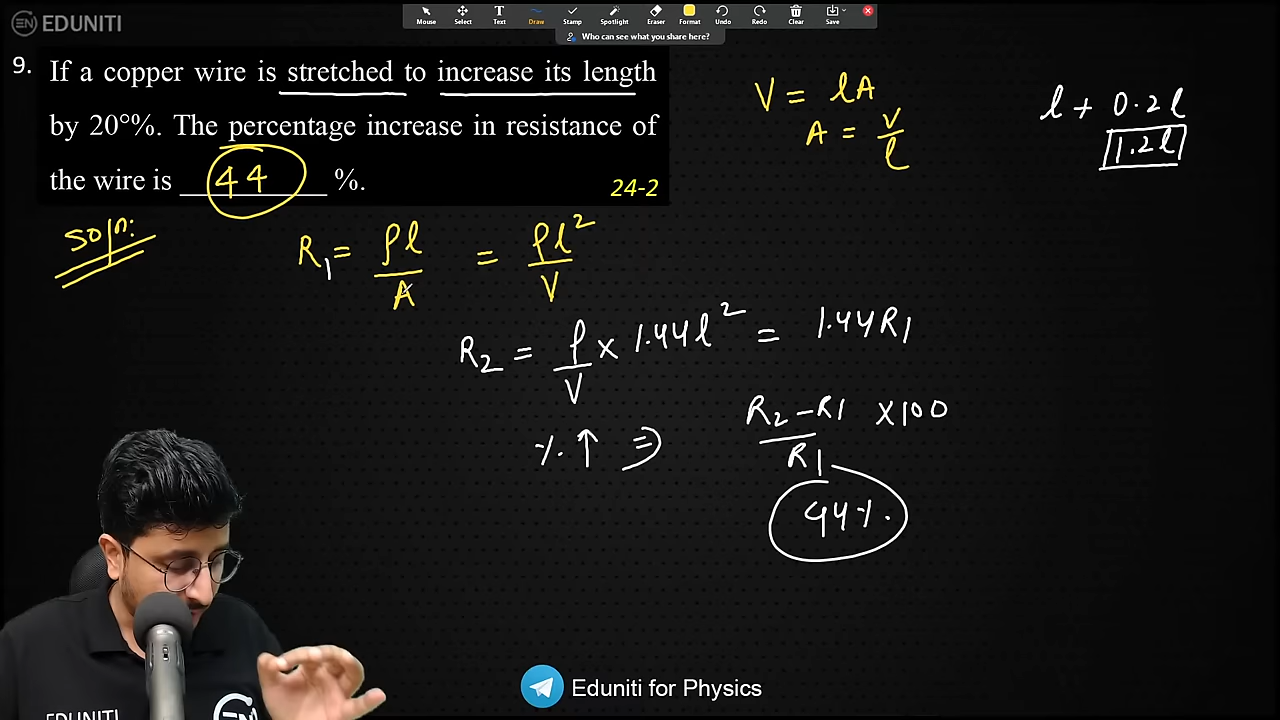 EN EDUNITI
Mouse Select Text Draw Stamp Spotlight Eraser Format Undo Redo Clear Save
Who can see what you share here?
9. If a copper wire is stretched to increase its length
by 20°%. The percentage increase in resistance of
the wire is 44 %.
24-2
V = lA
A = V/l
l + 0.2l
1.2l
Soln:
R1 = ρl/A = ρl²/V
R2 = ρ/V × 1.44l² = 1.44R1
%↑ ⇒ R2-R1/R1 ×100
44%.
Eduniti for Physics
EDUNITI
EN